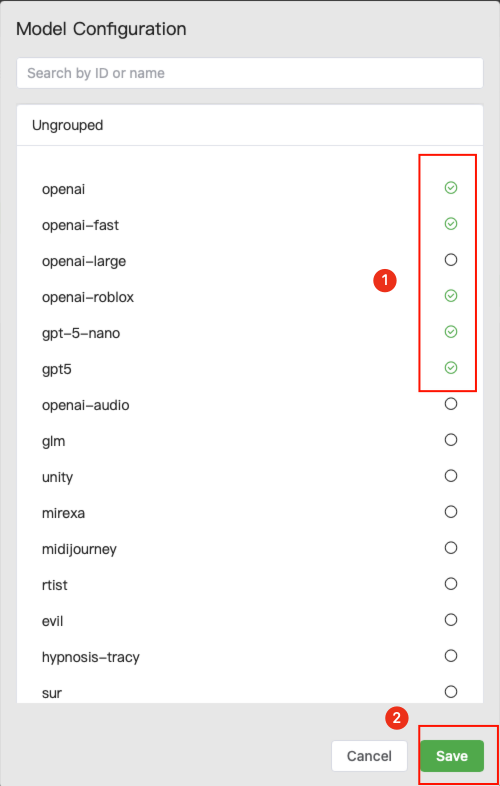 Model Configuration
Search by ID or name
Ungrouped
openai
openai-fast
openai-large
1
openai-roblox
gpt-5-nano
gpt5
openai-audio
glm
unity
mirexa
midijourney
rtist
evil
hypnosis-tracy
sur
2
Cancel Save